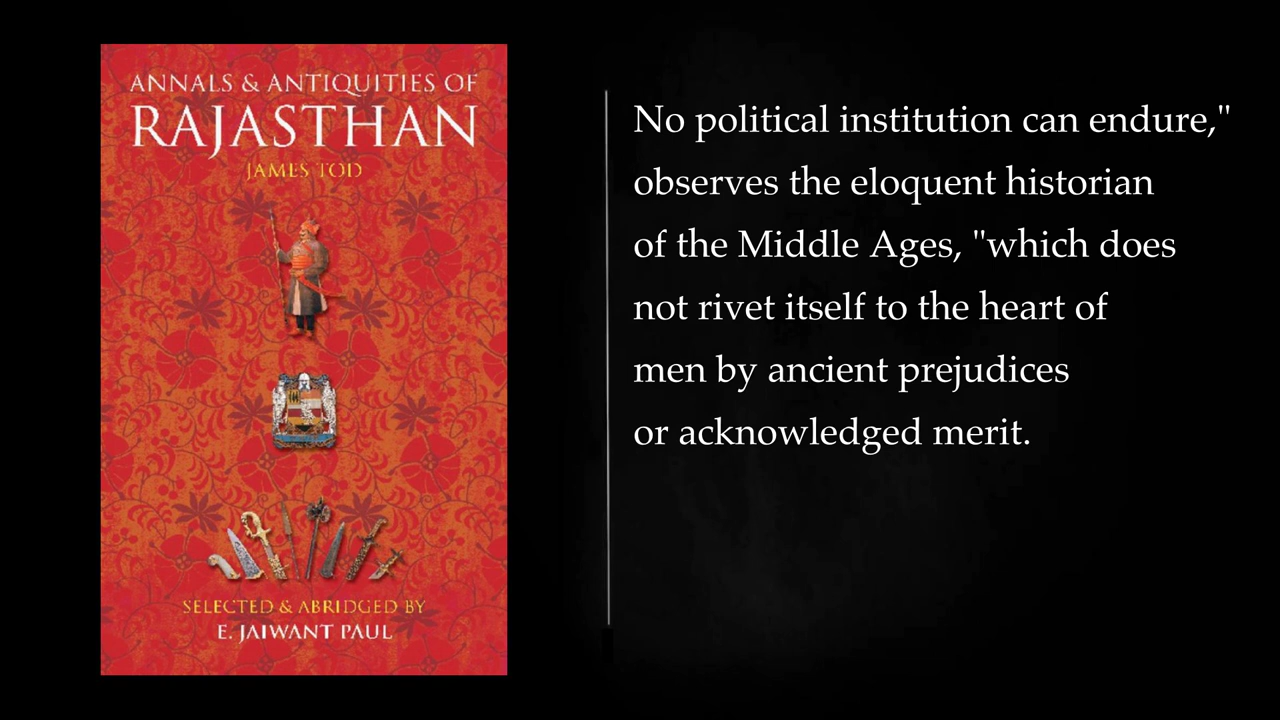 ANNALS & ANTIQUITIES OF
RAJASTHAN
JAMES TOD
SELECTED & ABRIDGED BY
E. JAIWANT PAUL
No political institution can endure,"
observes the eloquent historian
of the Middle Ages, "which does
not rivet itself to the heart of
men by ancient prejudices
or acknowledged merit.